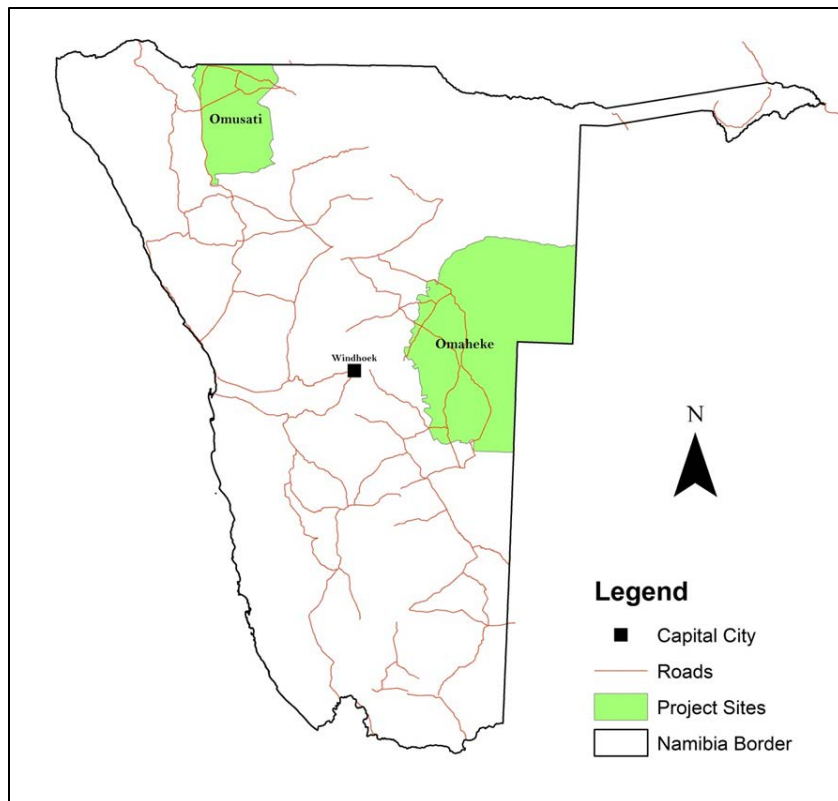 Omusati
Omaheke
Windhoek
N
Legend
Capital City
Roads
Project Sites
Namibia Border